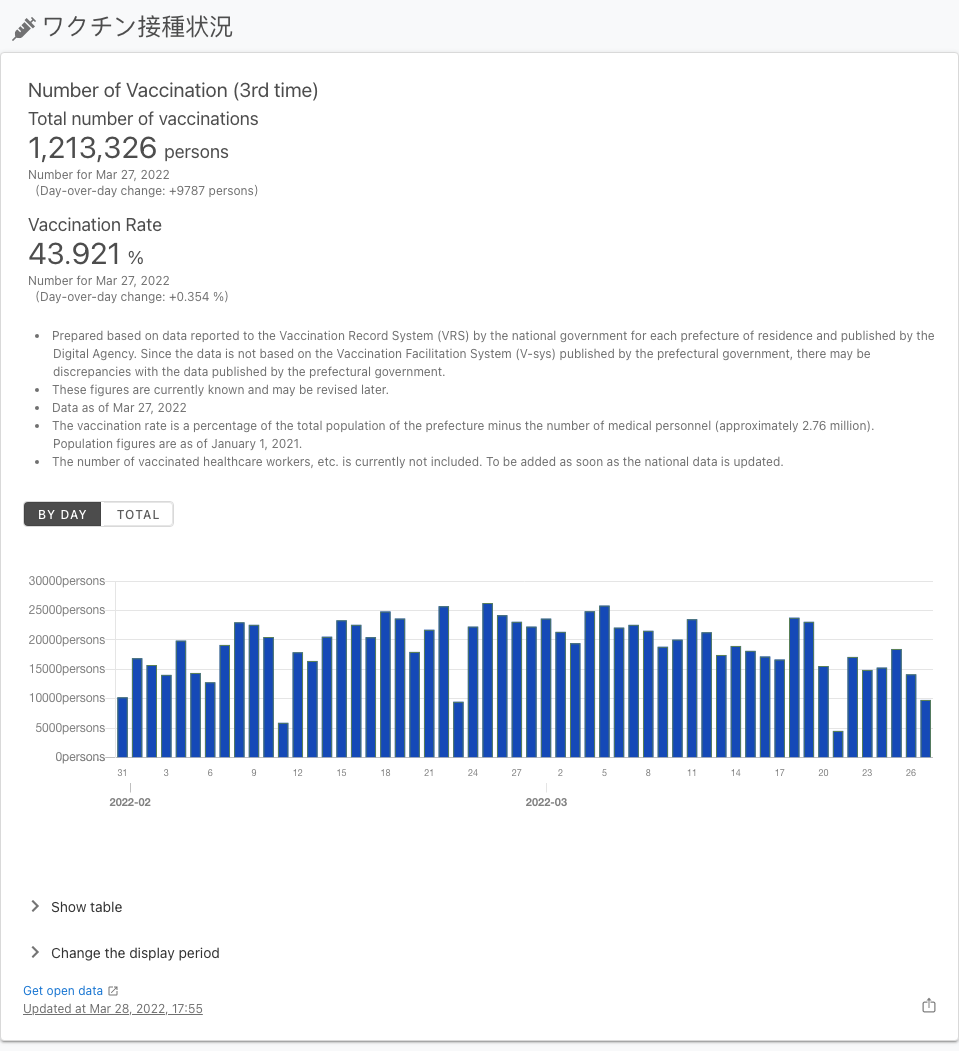 ワクチン接種状況
Number of Vaccination (3rd time)
Total number of vaccinations
1,213,326 persons
Number for Mar 27, 2022
(Day-over-day change: +9787 persons)
Vaccination Rate
43.921 %
Number for Mar 27, 2022
(Day-over-day change: +0.354 %)
• Prepared based on data reported to the Vaccination Record System (VRS) by the national government for each prefecture of residence and published by the
Digital Agency. Since the data is not based on the Vaccination Facilitation System (V-sys) published by the prefectural government, there may be
discrepancies with the data published by the prefectural government.
• These figures are currently known and may be revised later.
• Data as of Mar 27, 2022
• The vaccination rate is a percentage of the total population of the prefecture minus the number of medical personnel (approximately 2.76 million).
Population figures are as of January 1, 2021.
• The number of vaccinated healthcare workers, etc. is currently not included. To be added as soon as the national data is updated.
BY DAY TOTAL
30000persons
25000persons
20000persons
15000persons
10000persons
5000persons
0persons
31 3 6 9 12 15 18 21 24 27 2 5 8 11 14 17 20 23 26
2022-02 2022-03
Show table
Change the display period
Get open data
Updated at Mar 28, 2022, 17:55